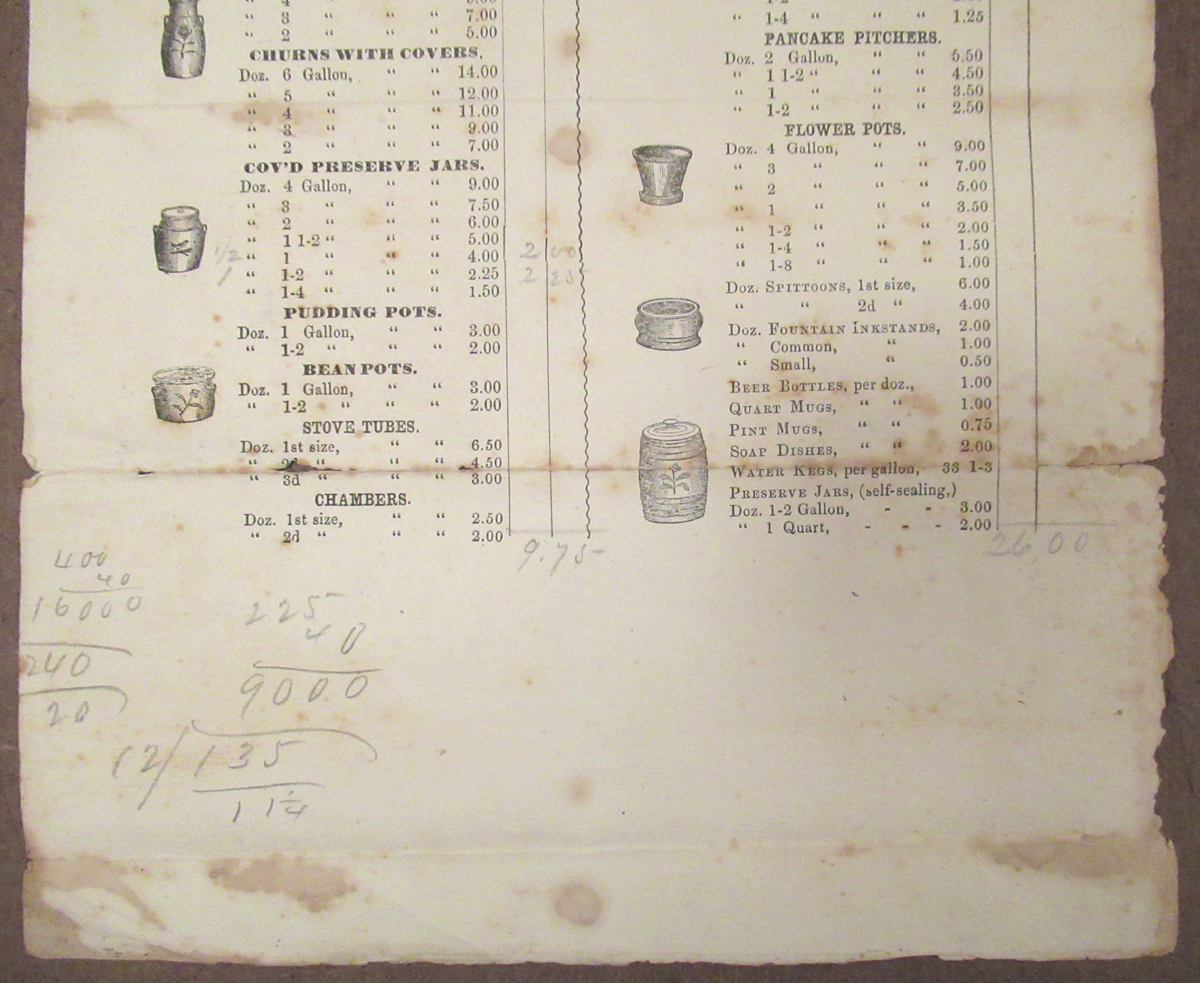 " 3 " " " 7.00
" 2 " " " 5.00
CHURNS WITH COVERS.
Doz. 6 Gallon, " " 14.00
" 5 " " " 12.00
" 4 " " " 11.00
" 3 " " " 9.00
" 2 " " " 7.00
COV'D PRESERVE JARS.
Doz. 4 Gallon, " " 9.00
" 3 " " " 7.50
" 2 " " " 6.00
" 1 1-2 " " " 5.00
1/2 " 1 " " " 4.00 2 00
1 " 1-2 " " " 2.25 2 25
" 1-4 " " " 1.50
PUDDING POTS.
Doz. 1 Gallon, " " 3.00
" 1-2 " " " 2.00
BEAN POTS.
Doz. 1 Gallon, " " 3.00
" 1-2 " " " 2.00
STOVE TUBES.
Doz. 1st size, " " 6.50
" 2d " " " 4.50
" 3d " " " 3.00
CHAMBERS.
Doz. 1st size, " " 2.50
" 2d " " " 2.00
9.75
" 1-4 " " " 1.25
PANCAKE PITCHERS.
Doz. 2 Gallon, " " 5.50
" 1 1-2 " " " 4.50
" 1 " " " 3.50
" 1-2 " " " 2.50
FLOWER POTS.
Doz. 4 Gallon, " " 9.00
" 3 " " " 7.00
" 2 " " " 5.00
" 1 " " " 3.50
" 1-2 " " " 2.00
" 1-4 " " " 1.50
" 1-8 " " " 1.00
Doz. SPITTOONS, 1st size, 6.00
" " 2d " 4.00
Doz. FOUNTAIN INKSTANDS, 2.00
" Common, " 1.00
" Small, " 0.50
BEER BOTTLES, per doz., 1.00
QUART MUGS, " " 1.00
PINT MUGS, " " 0.75
SOAP DISHES, " " 2.00
WATER KEGS, per gallon, 33 1-3
PRESERVE JARS, (self-sealing,)
Doz. 1-2 Gallon, - - 3.00
" 1 Quart, - - - 2.00
26 00
400
40
16000
240
20
225
40
9000
12/135
11 1/4